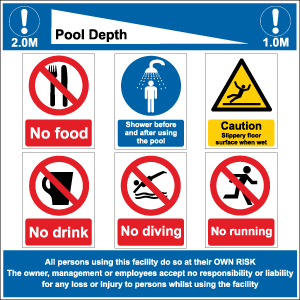 Pool Depth
2.0M
1.0M
No food
Shower before
and after using
the pool
Caution
Slippery floor
surface when wet
No drink
No diving
No running
All persons using this facility do so at their OWN RISK
The owner, management or employees accept no responsibility or liability
for any loss or injury to persons whilst using the facility